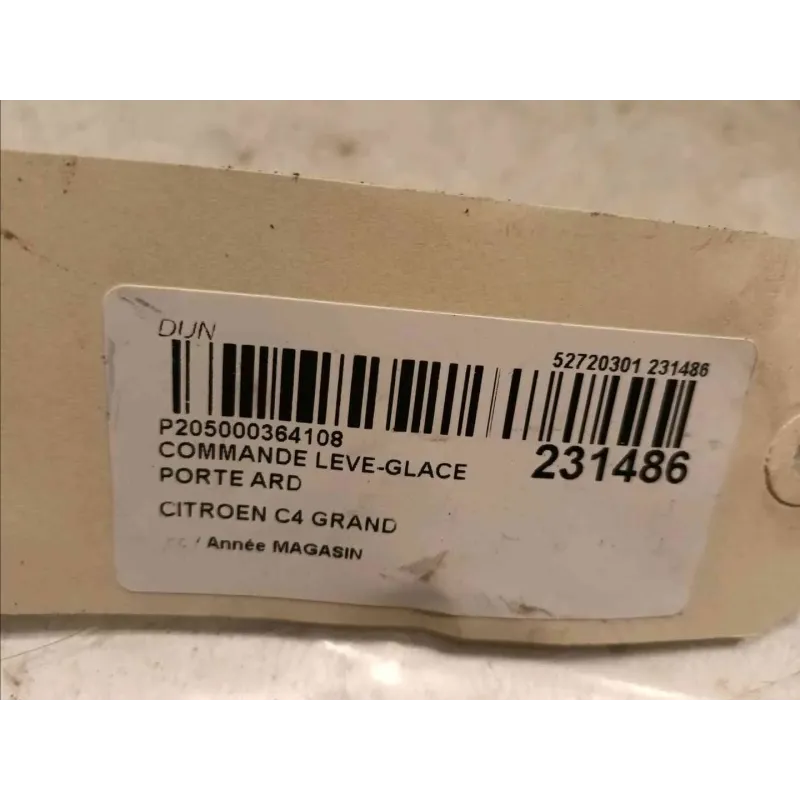 DIJN
52720301 231486
P205000364108
COMMANDE LEVE-GLACE
231486
PORTE ARD
CITROEN C4 GRAND
/ Année MAGASIN